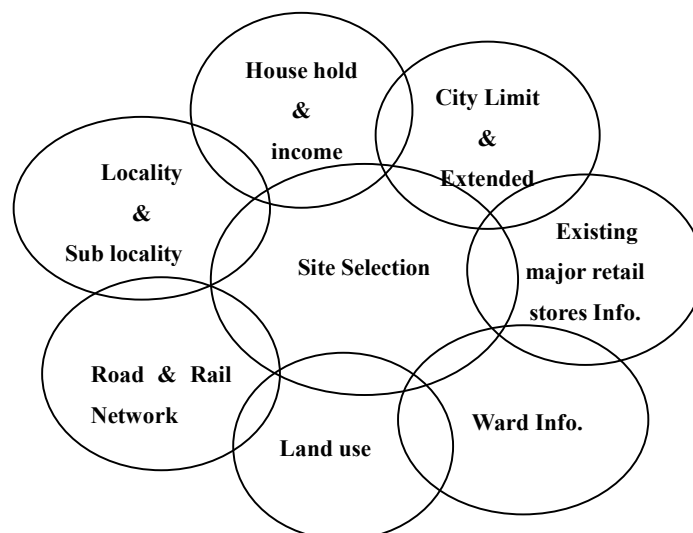 House hold
&
income
City Limit
&
Extended
Locality
&
Sub locality
Existing
major retail
stores Info.
Site Selection
Road & Rail
Network
Land use
Ward Info.